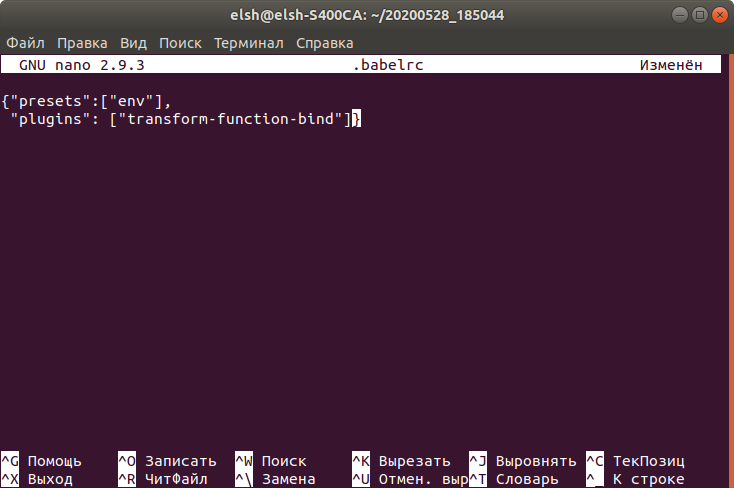 elsh@elsh-S400CA: ~/20200528_185044
Файл Правка Вид Поиск Терминал Справка
GNU nano 2.9.3 .babelrc Изменён
{"presets":["env"],
"plugins": ["transform-function-bind"]}
^G Помощь ^O Записать ^W Поиск ^K Вырезать ^J Выровнять ^C ТекПозиц
^X Выход ^R ЧитФайл ^\ Замена ^U Отмен. выр^T Словарь ^_ К строке